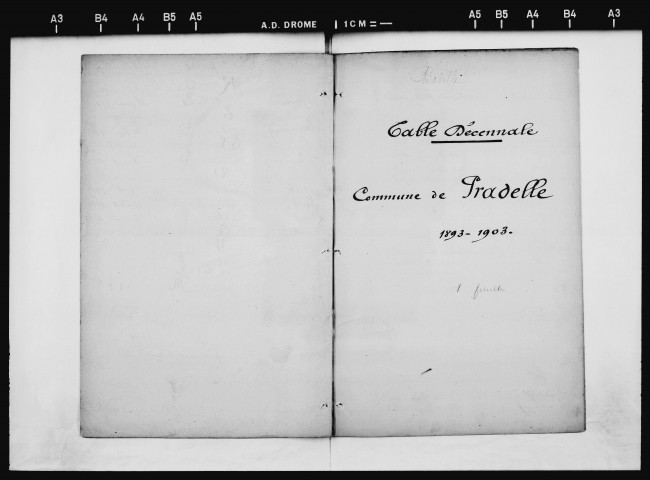 A3 B4 A4 B5 A5 A.D. DROME 1 CM = A5 B5 A4 B4 A3
Table Décennale
Commune de Pradelle
1893-1903.
1